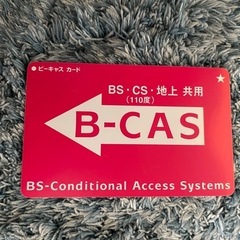 ビーキャス カード
BS・CS・地上 共用
(110度)
B-CAS
BS-Conditional Access Systems